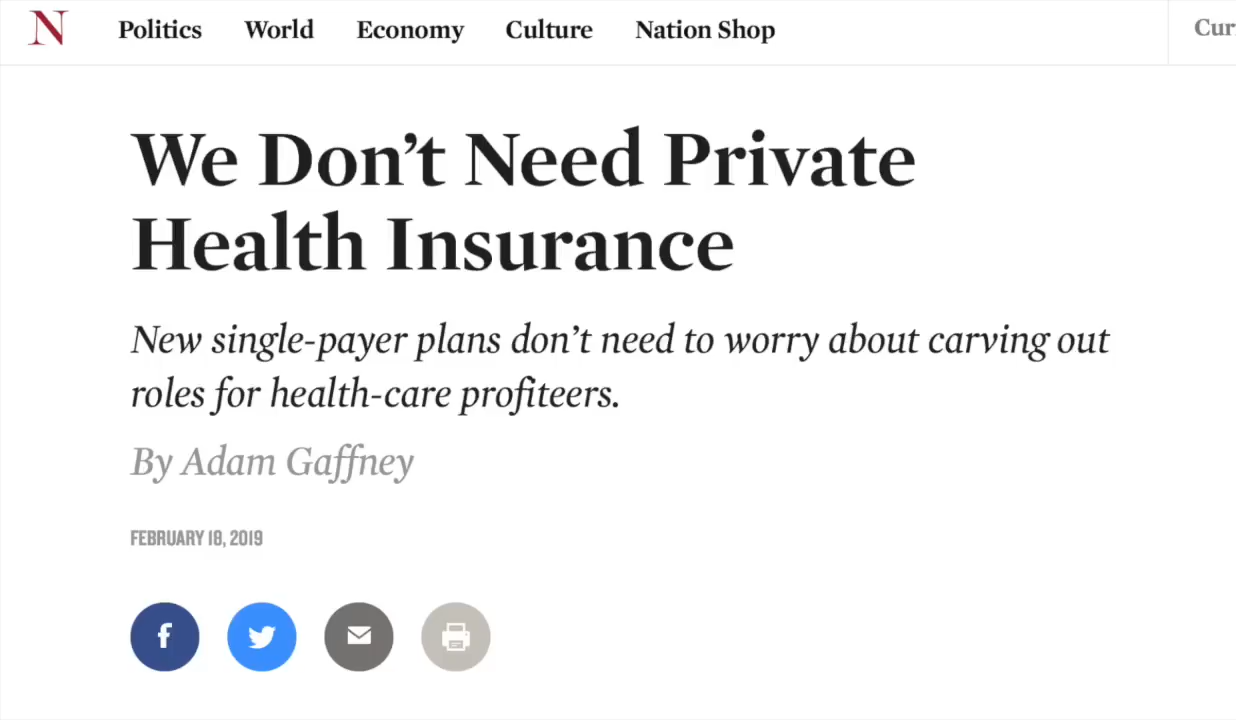 N Politics World Economy Culture Nation Shop
We Don’t Need Private
Health Insurance
New single-payer plans don’t need to worry about carving out
roles for health-care profiteers.
By Adam Gaffney
FEBRUARY 18, 2019